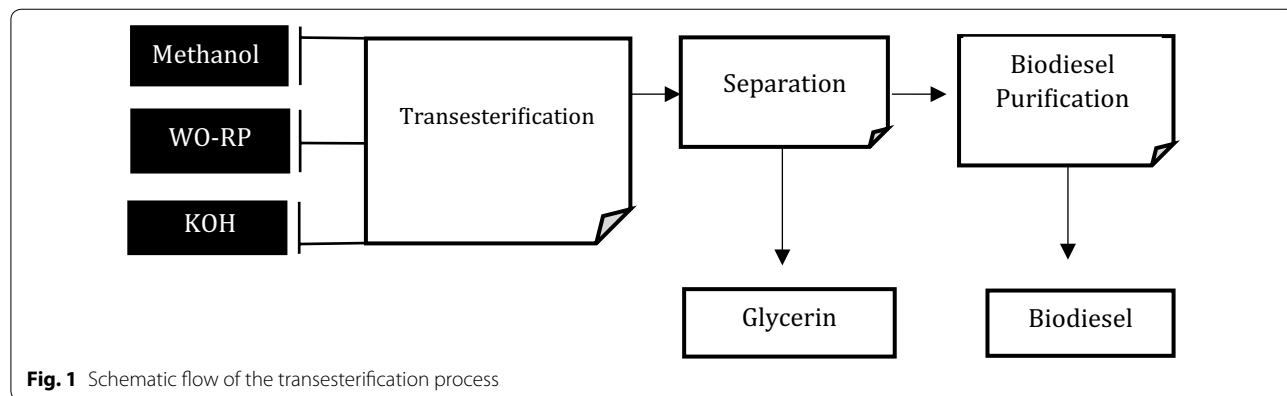 Methanol
WO-RP
KOH
Transesterification
Separation
Biodiesel
Purification
Glycerin
Biodiesel
Fig. 1 Schematic flow of the transesterification process